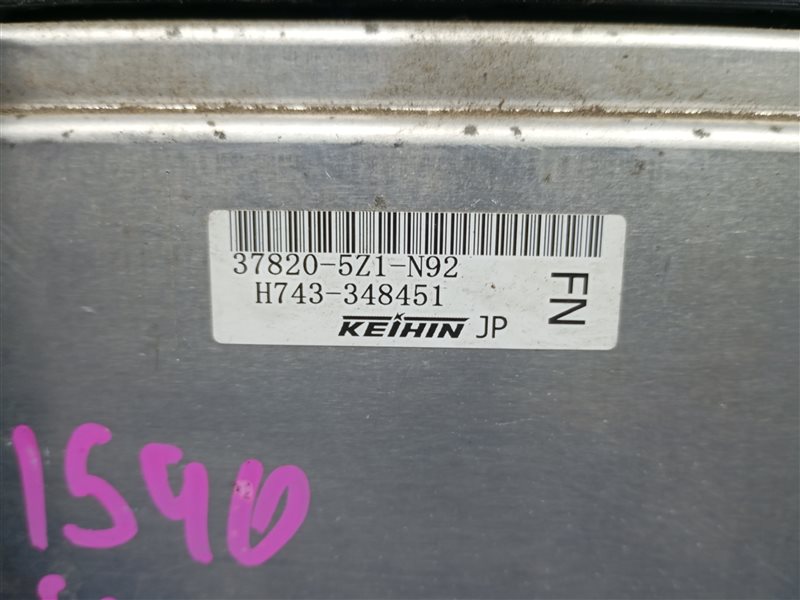 37820-5Z1-N92
H743-348451
FN
KEIHIN JP
1540